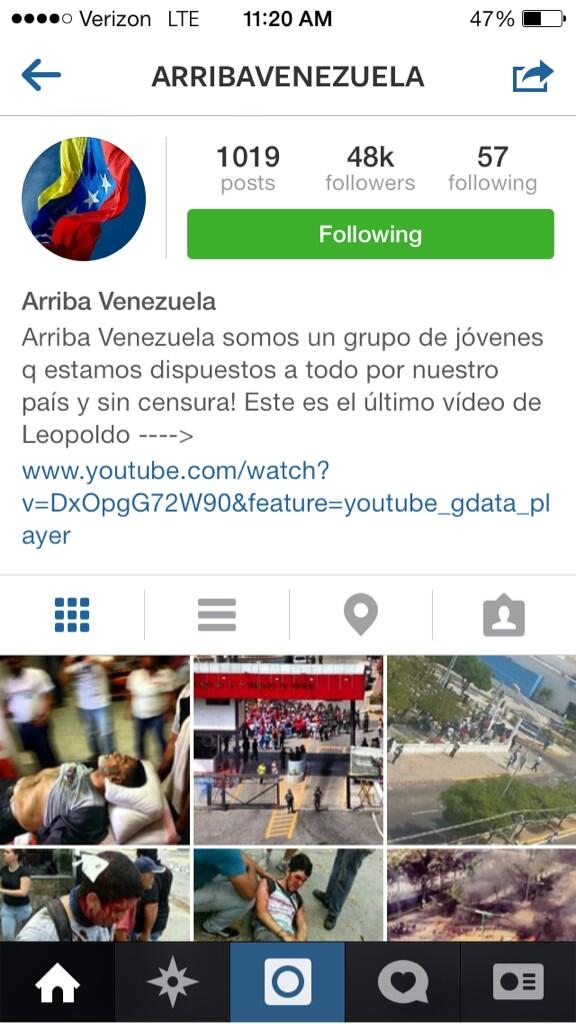 Verizon LTE 11:20 AM 47%
ARRIBAVENEZUELA
1019 48k 57
posts followers following
Following
Arriba Venezuela
Arriba Venezuela somos un grupo de jóvenes
q estamos dispuestos a todo por nuestro
país y sin censura! Este es el último vídeo de
Leopoldo ---->
www.youtube.com/watch?
v=DxOpgG72W90&feature=youtube_gdata_pl
ayer